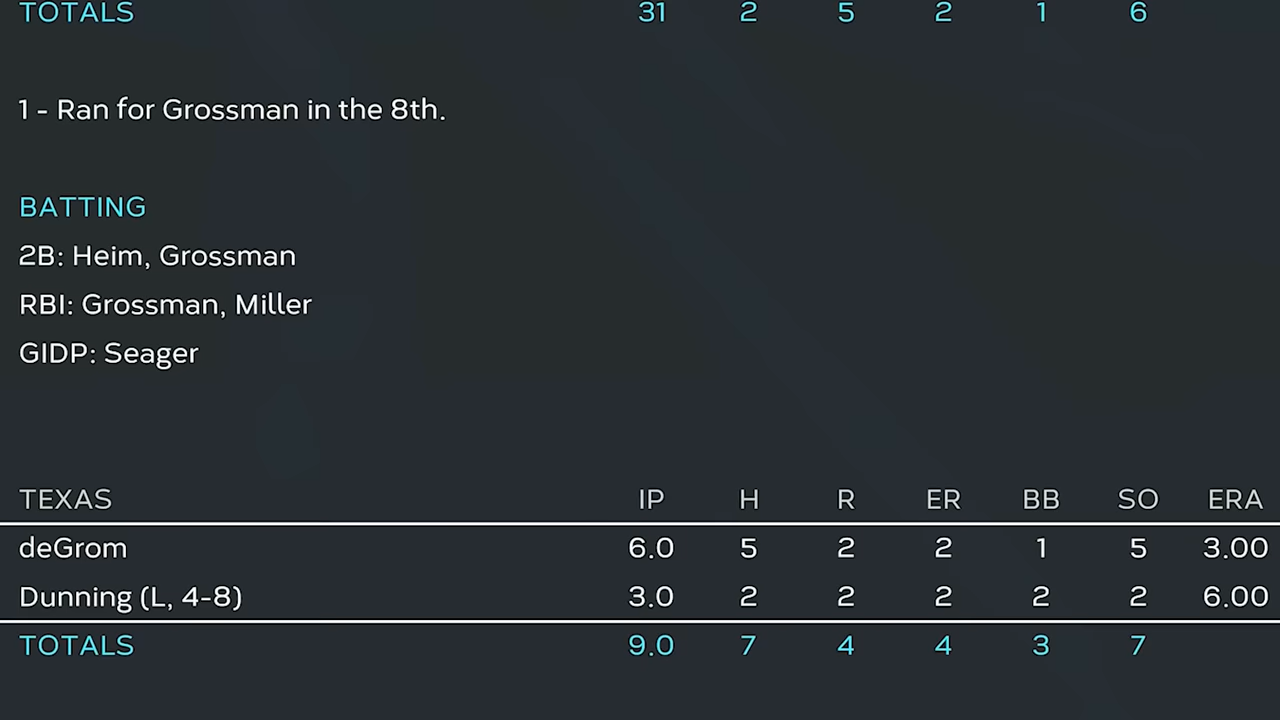 TOTALS 31 2 5 2 1 6
1 - Ran for Grossman in the 8th.
BATTING
2B: Heim, Grossman
RBI: Grossman, Miller
GIDP: Seager
TEXAS IP H R ER BB SO ERA
deGrom 6.0 5 2 2 1 5 3.00
Dunning (L, 4-8) 3.0 2 2 2 2 2 6.00
TOTALS 9.0 7 4 4 3 7